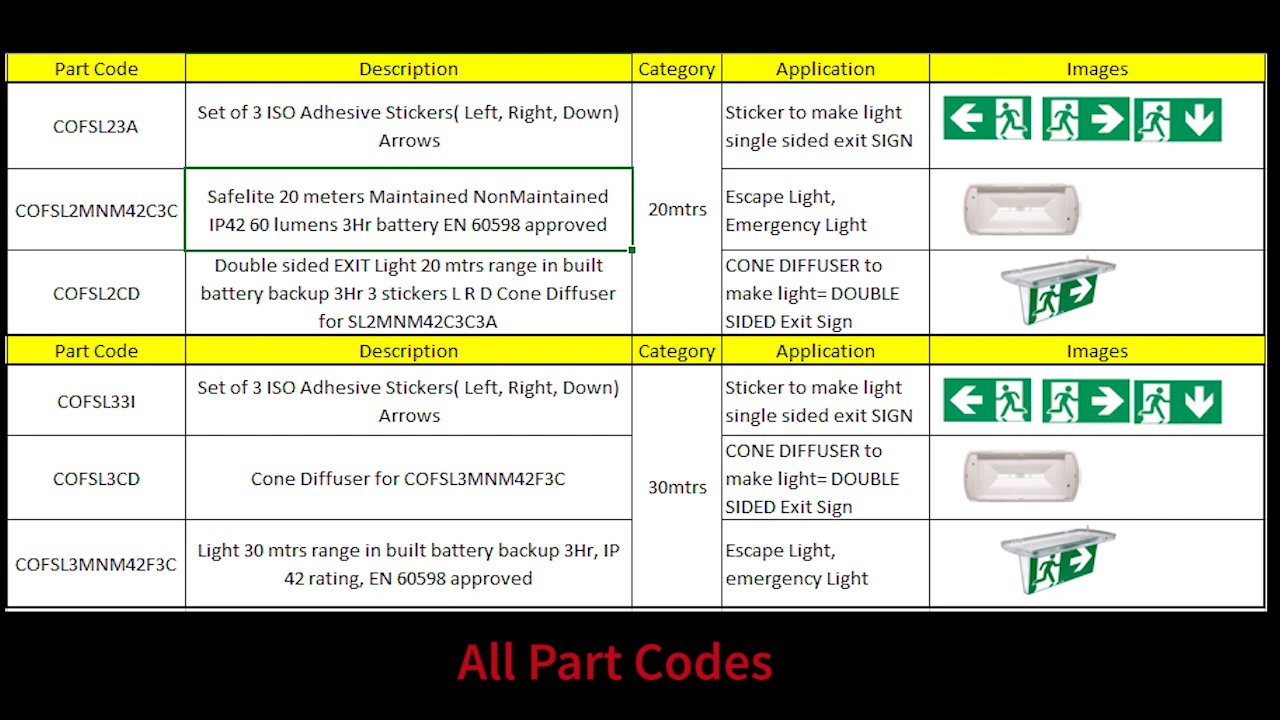 Part Code Description Category Application Images
COFSL23A
Set of 3 ISO Adhesive Stickers( Left, Right, Down)
Arrows
Sticker to make light
single sided exit SIGN
COFSL2MNM42C3C
Safelite 20 meters Maintained NonMaintained
IP42 60 lumens 3Hr battery EN 60598 approved
20mtrs
Escape Light,
Emergency Light
COFSL2CD
Double sided EXIT Light 20 mtrs range in built
battery backup 3Hr 3 stickers L R D Cone Diffuser
for SL2MNM42C3C3A
CONE DIFFUSER to
make light= DOUBLE
SIDED Exit Sign
Part Code Description Category Application Images
COFSL33I
Set of 3 ISO Adhesive Stickers( Left, Right, Down)
Arrows
Sticker to make light
single sided exit SIGN
COFSL3CD
Cone Diffuser for COFSL3MNM42F3C
30mtrs
CONE DIFFUSER to
make light= DOUBLE
SIDED Exit Sign
COFSL3MNM42F3C
Light 30 mtrs range in built battery backup 3Hr, IP
42 rating, EN 60598 approved
Escape Light,
emergency Light
All Part Codes